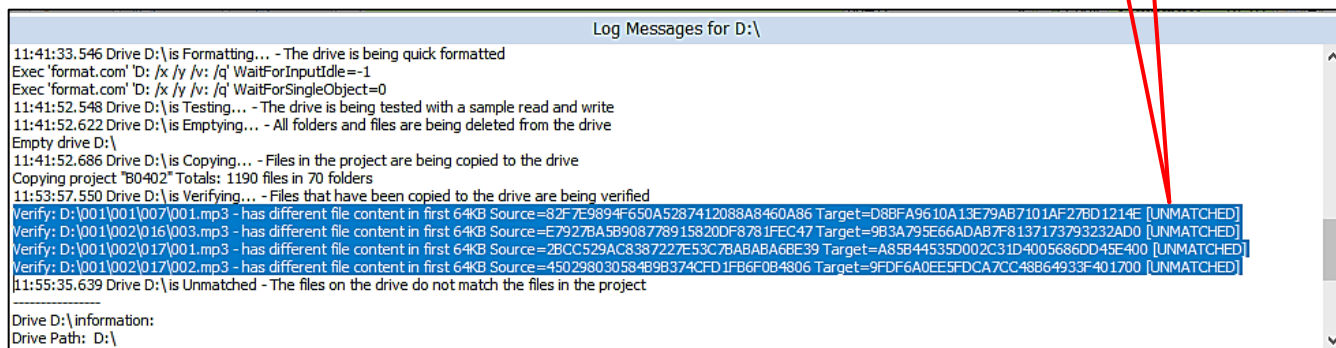 Log Messages for D:\
11:41:33.546 Drive D:\ is Formatting... - The drive is being quick formatted
Exec 'format.com' 'D: /x /y /v: /q' WaitForInputIdle=-1
Exec 'format.com' 'D: /x /y /v: /q' WaitForSingleObject=0
11:41:52.548 Drive D:\ is Testing... - The drive is being tested with a sample read and write
11:41:52.622 Drive D:\ is Emptying... - All folders and files are being deleted from the drive
Empty drive D:\
11:41:52.686 Drive D:\ is Copying... - Files in the project are being copied to the drive
Copying project "B0402" Totals: 1190 files in 70 folders
11:53:57.550 Drive D:\ is Verifying... - Files that have been copied to the drive are being verified
Verify: D:\001\001\007\001.mp3 - has different file content in first 64KB Source=82F7E9894F650A5287412088A8460A86 Target=D8BFA9610A13E79AB7101AF27BD1214E [UNMATCHED]
Verify: D:\001\002\016\003.mp3 - has different file content in first 64KB Source=E7927BA5B908778915820DF8781FEC47 Target=9B3A795E66ADAB7F8137173793232AD0 [UNMATCHED]
Verify: D:\001\002\017\001.mp3 - has different file content in first 64KB Source=2BCC529AC8387227E53C7BABABA6BE39 Target=A85B44535D002C31D4005686DD45E400 [UNMATCHED]
Verify: D:\001\002\017\002.mp3 - has different file content in first 64KB Source=450298030584B9B374CFD1FB6F0B4806 Target=9FDF6A0EE5FDCA7CC48B64933F401700 [UNMATCHED]
11:55:35.639 Drive D:\ is Unmatched - The files on the drive do not match the files in the project
----------------
Drive D:\ information:
Drive Path: D:\